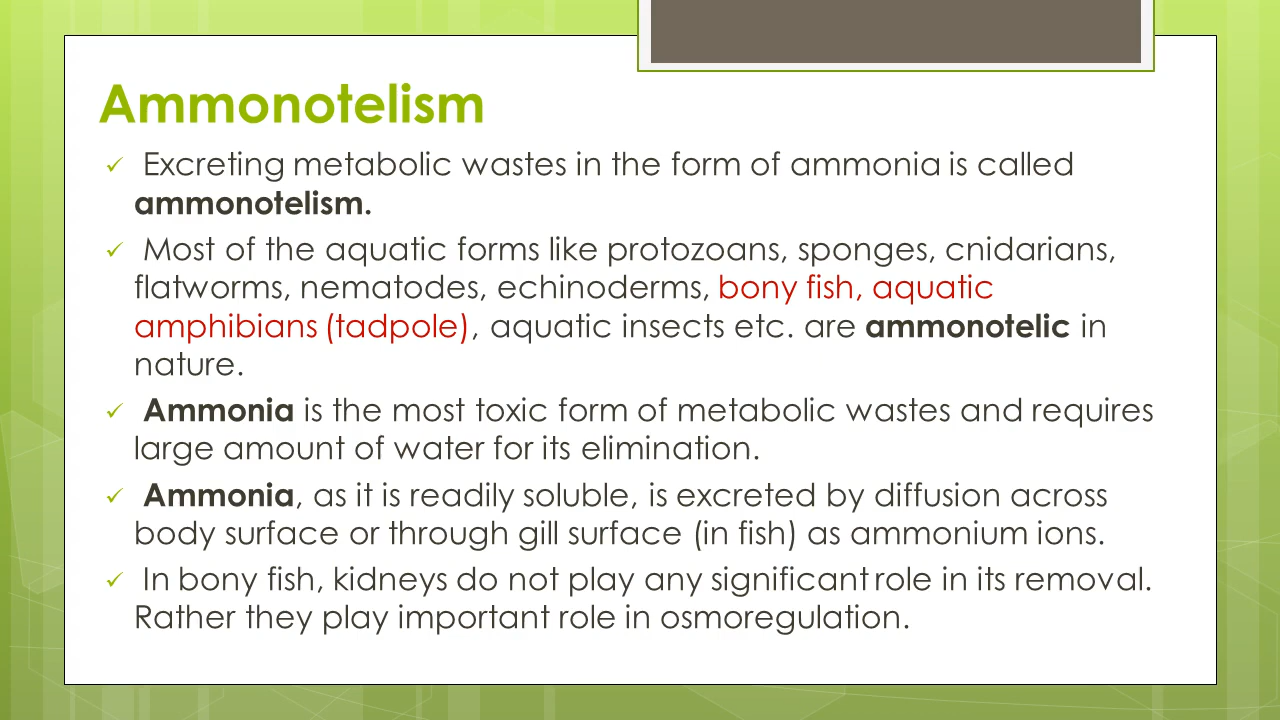 Ammonotelism
✓ Excreting metabolic wastes in the form of ammonia is called
ammonotelism.
✓ Most of the aquatic forms like protozoans, sponges, cnidarians,
flatworms, nematodes, echinoderms, bony fish, aquatic
amphibians (tadpole), aquatic insects etc. are ammonotelic in
nature.
✓ Ammonia is the most toxic form of metabolic wastes and requires
large amount of water for its elimination.
✓ Ammonia, as it is readily soluble, is excreted by diffusion across
body surface or through gill surface (in fish) as ammonium ions.
✓ In bony fish, kidneys do not play any significant role in its removal.
Rather they play important role in osmoregulation.